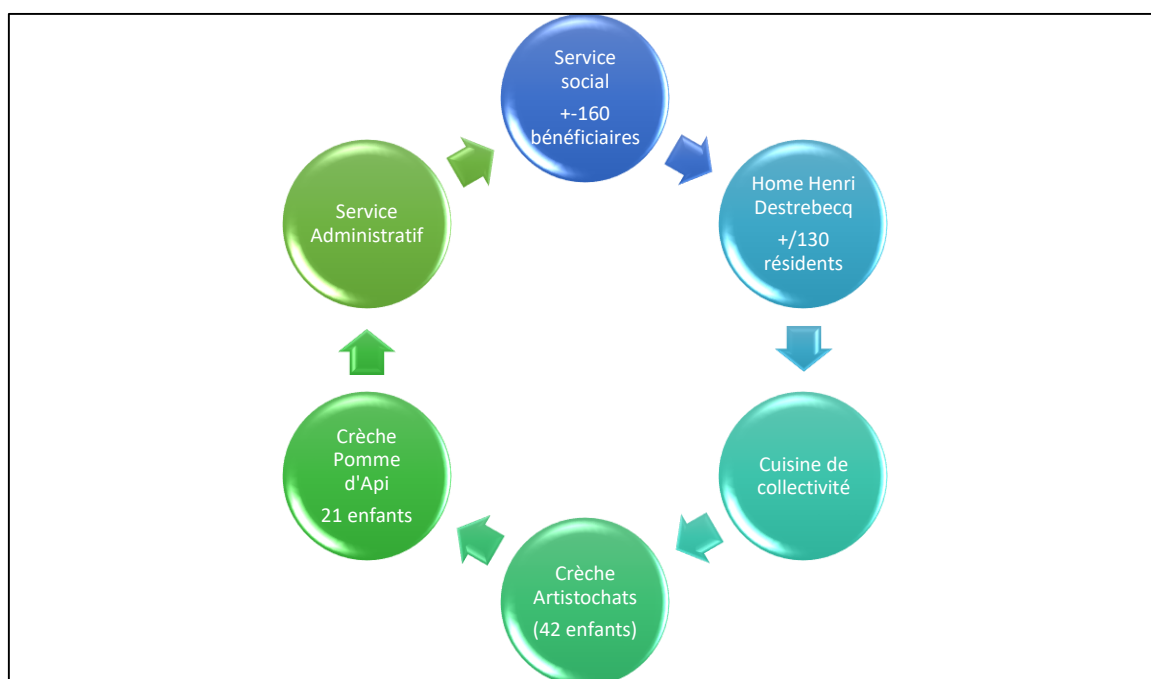 Service
social
+-160
bénéficiaires
Home Henri
Destrebecq
+/130
résidents
Cuisine de
collectivité
Crèche
Artistochats
(42 enfants)
Crèche
Pomme
d'Api
21 enfants
Service
Administratif